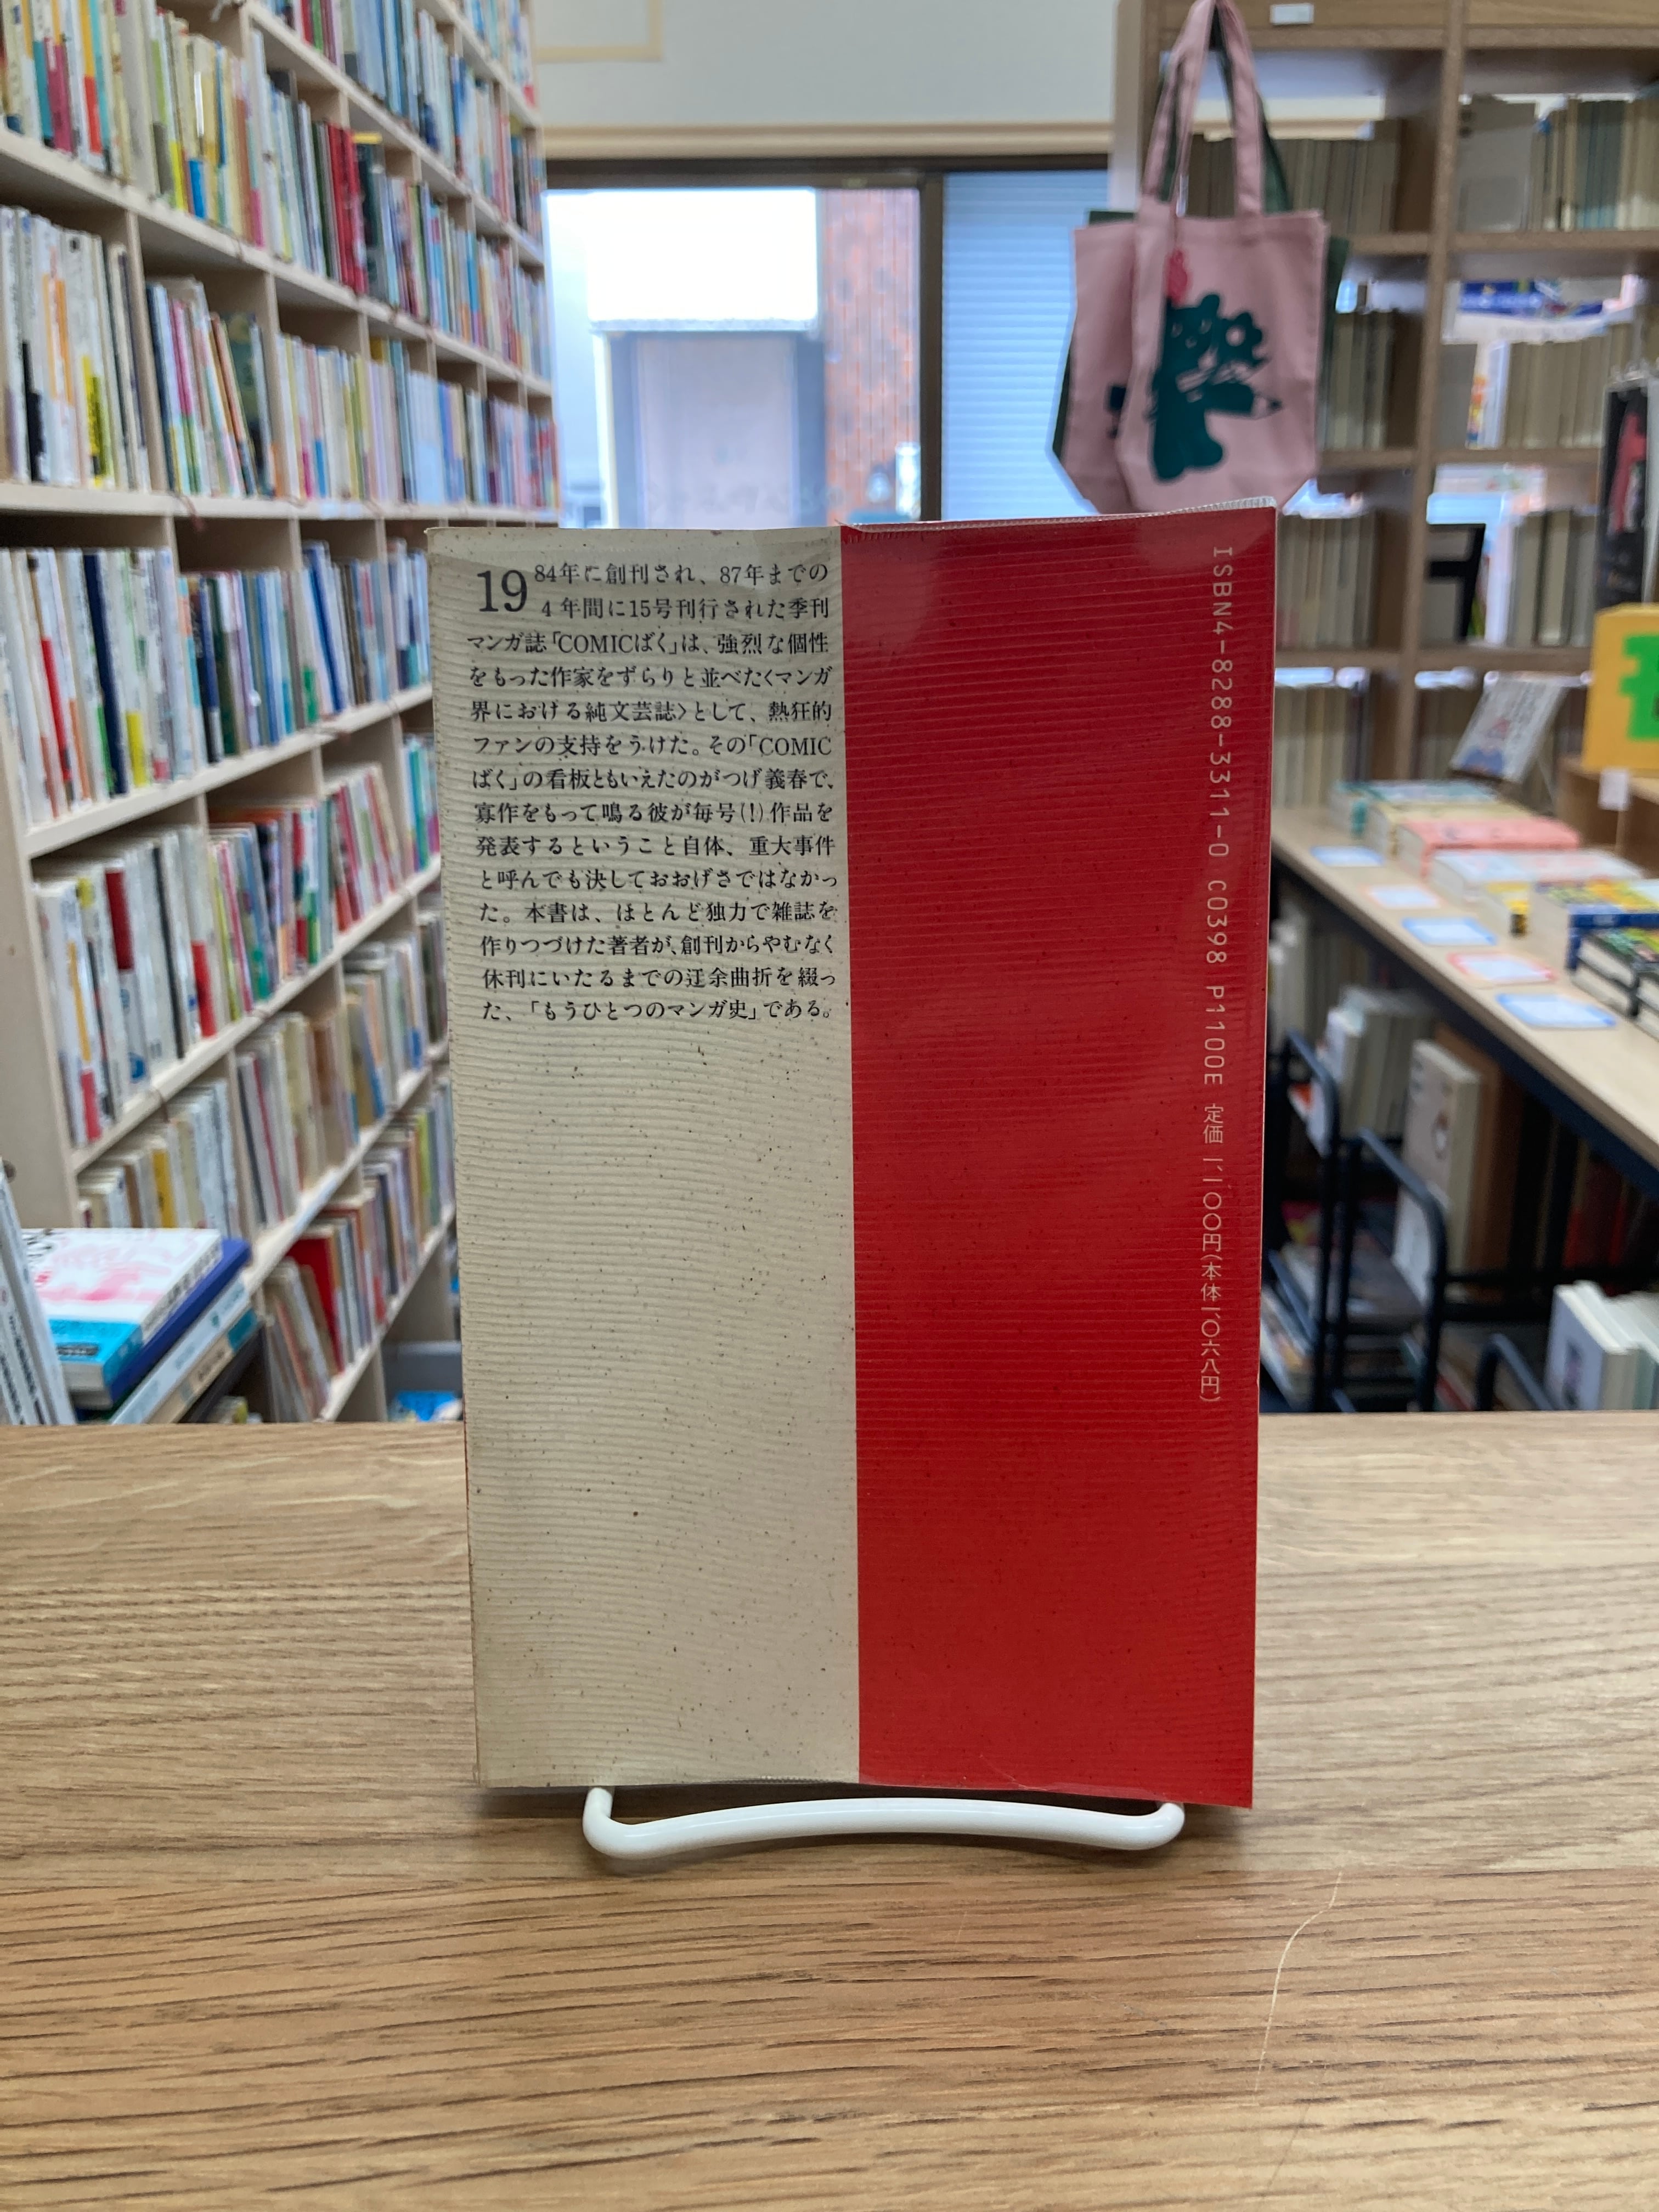 1984年に創刊され、87年までの
4年間に15号刊行された季刊
マンガ誌「COMICばく」は、強烈な個性
をもった作家をずらりと並べた〈マンガ
界における純文芸誌〉として、熱狂的
ファンの支持をうけた。その「COMIC
ばく」の看板ともいえたのがつげ義春で、
寡作をもって鳴る彼が毎号(!)作品を
発表するということ自体、重大事件
と呼んでも決しておおげさではなかっ
た。本書は、ほとんど独力で雑誌を
作りつづけた著者が、創刊からやむなく
休刊にいたるまでの迂余曲折を綴っ
た、「もうひとつのマンガ史」である。
ISBN4-8288-3311-0 C0398 P1100E 定価一、一〇〇円(本体一、〇六八円)